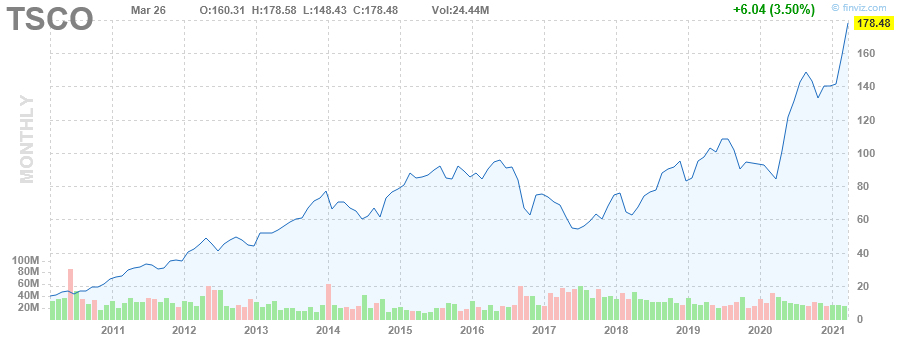 TSCO Mar 26 O:160.31 H:178.58 L:148.43 C:178.48 Vol:24.44M +6.04 (3.50%) © finviz.com
178.48
160
140
120
100
80
60
40
20
0
MONTHLY
100M
80M
60M
40M
20M
2011 2012 2013 2014 2015 2016 2017 2018 2019 2020 2021